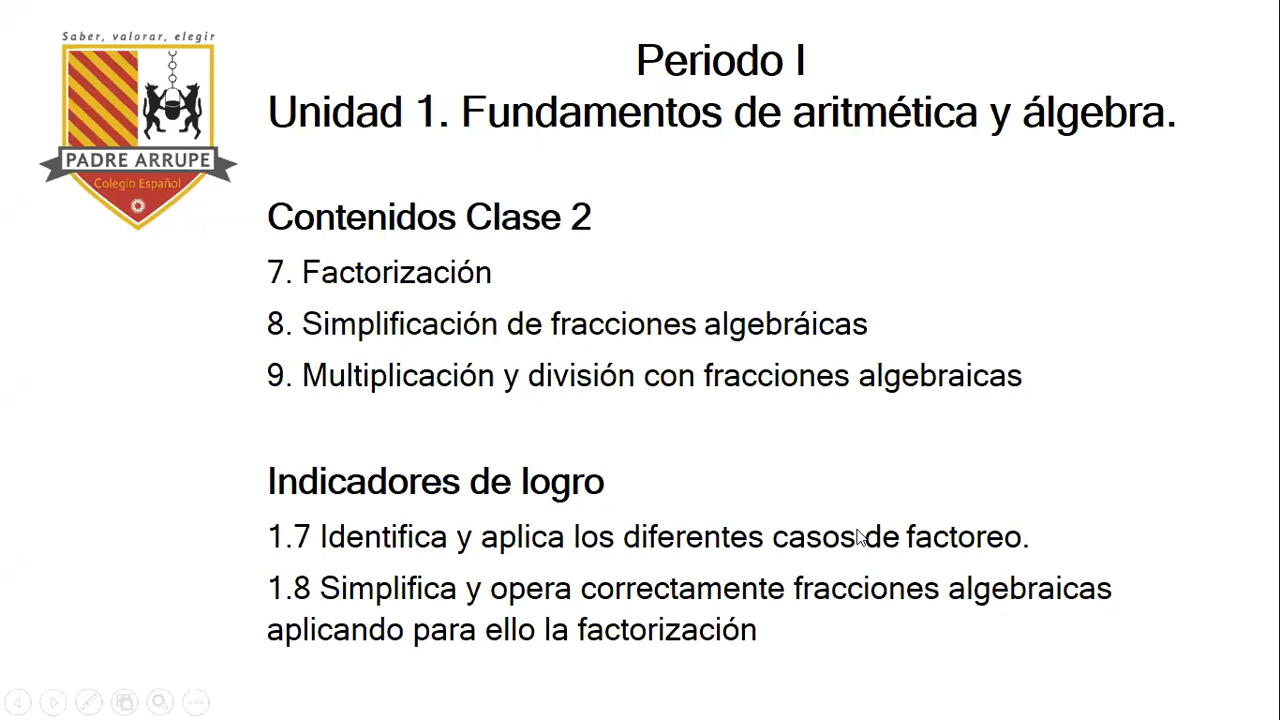 Saber, valorar, elegir
PADRE ARRUPE
Colegio Español
Periodo I
Unidad 1. Fundamentos de aritmética y álgebra.
Contenidos Clase 2
7. Factorización
8. Simplificación de fracciones algebráicas
9. Multiplicación y división con fracciones algebraicas
Indicadores de logro
1.7 Identifica y aplica los diferentes casos de factoreo.
1.8 Simplifica y opera correctamente fracciones algebraicas
aplicando para ello la factorización